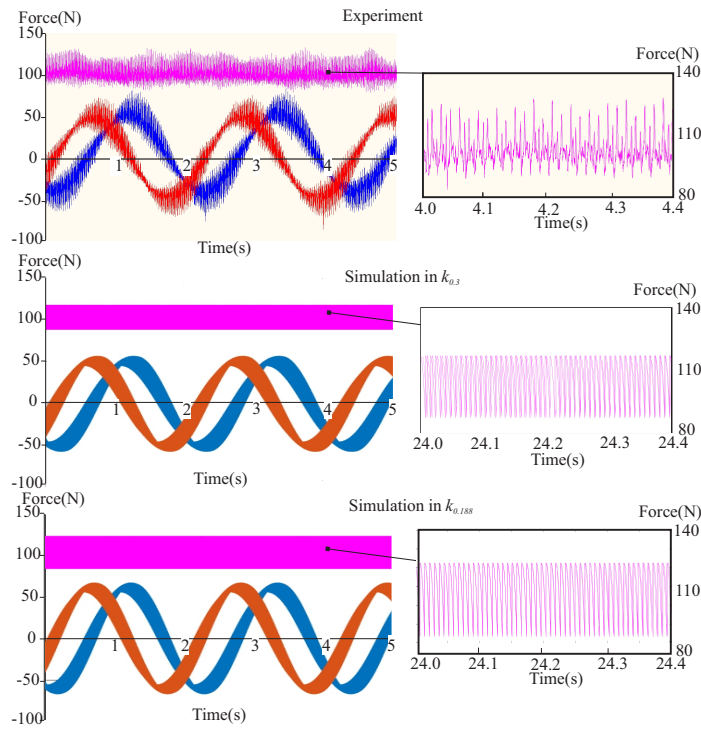 Force(N) Experiment
150
100
50
0
-50
-100
1 2 3 4 5
Time(s)
Force(N)
140
110
80
4.0 4.1 4.2 4.3 4.4
Time(s)
Force(N)
Simulation in k0.3
150
100
50
0
-50
-100
1 2 3 4 5
Time(s)
Force(N)
140
110
80
24.0 24.1 24.2 24.3 24.4
Time(s)
Force(N)
Simulation in k0.188
150
100
50
0
-50
-100
1 2 3 4 5
Time(s)
Force(N)
140
110
80
24.0 24.1 24.2 24.3 24.4
Time(s)